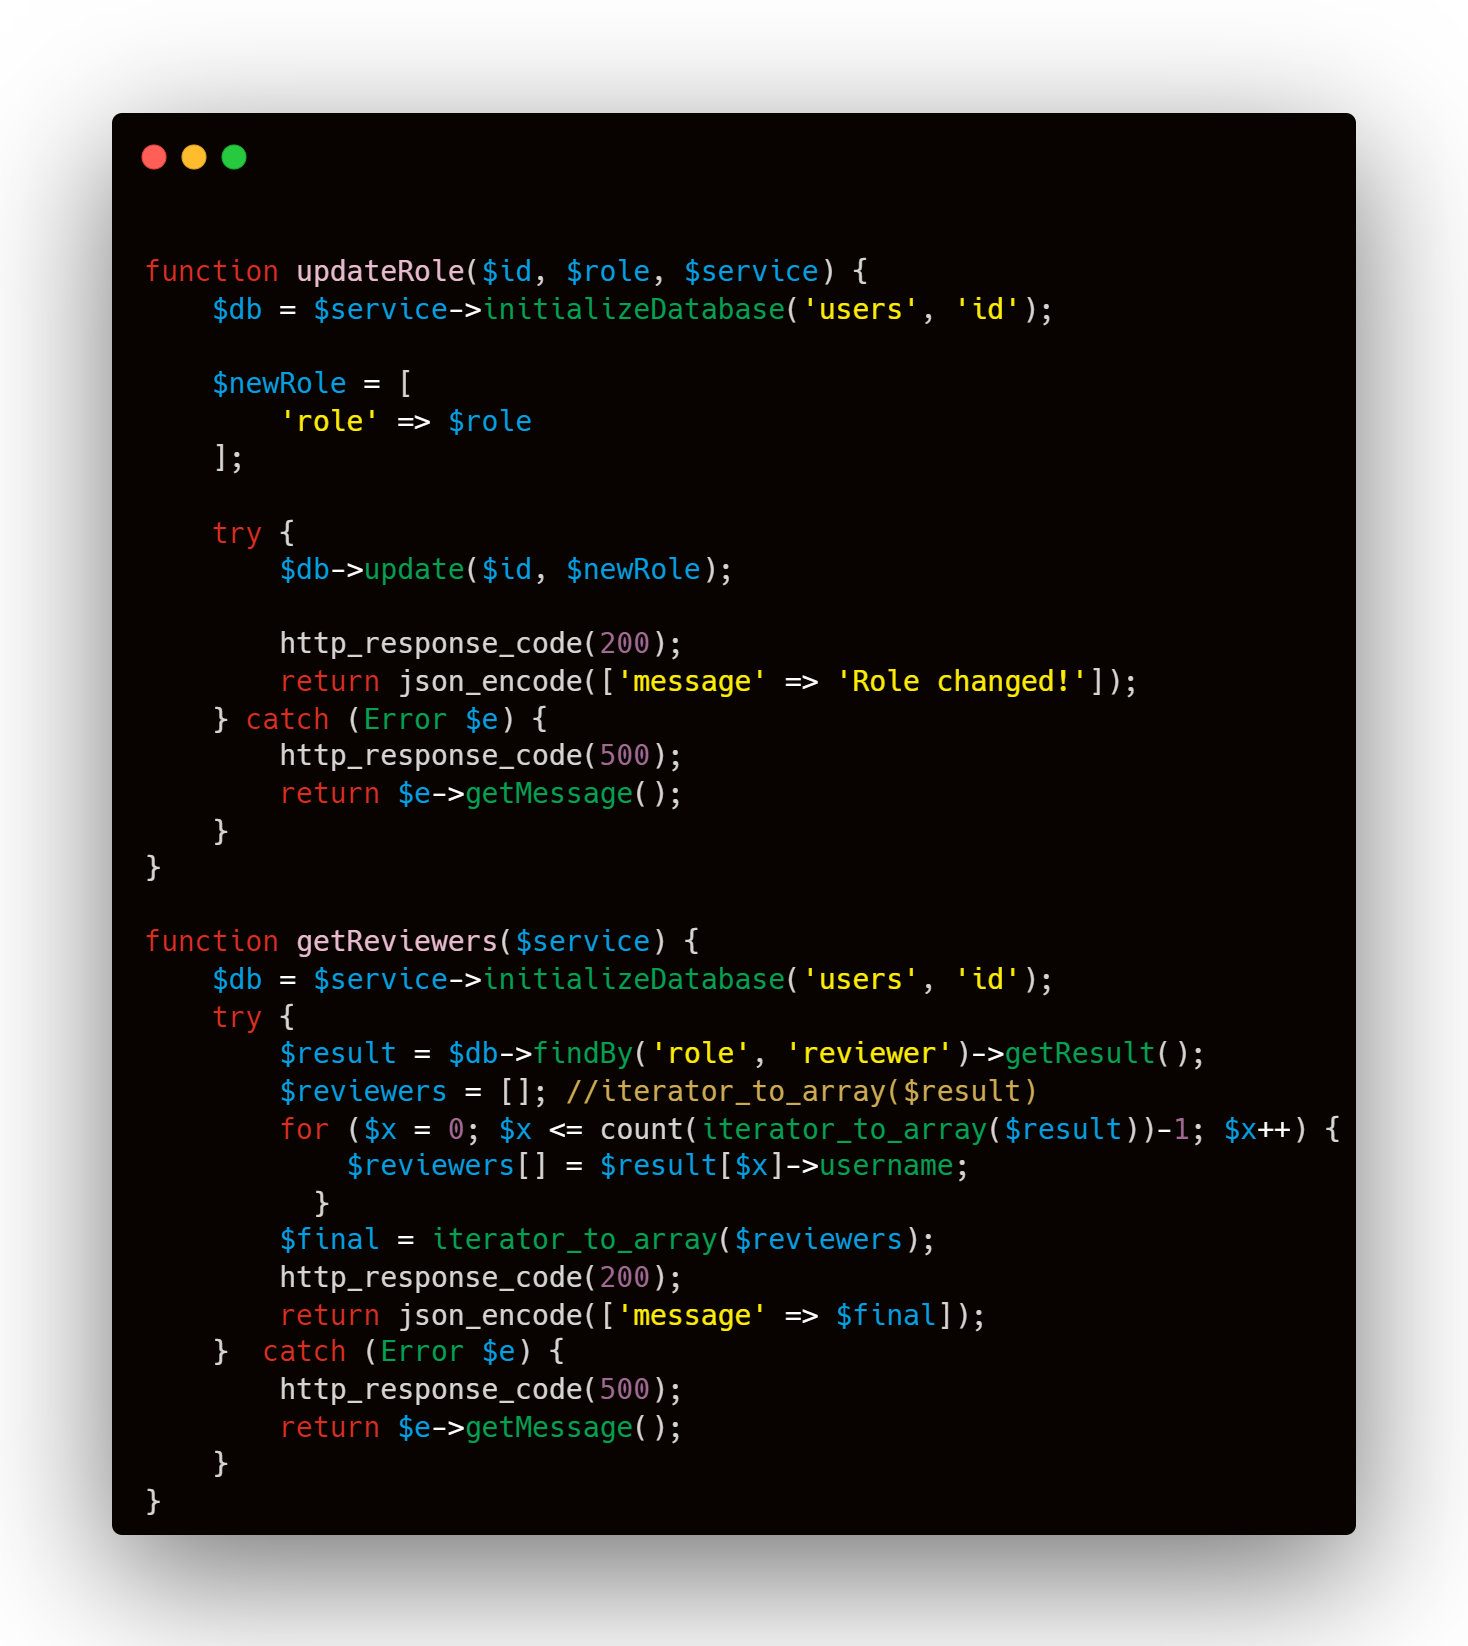 function updateRole($id, $role, $service) {
    $db = $service->initializeDatabase('users', 'id');

    $newRole = [
        'role' => $role
    ];

    try {
        $db->update($id, $newRole);

        http_response_code(200);
        return json_encode(['message' => 'Role changed!']);
    } catch (Error $e) {
        http_response_code(500);
        return $e->getMessage();
    }
}

function getReviewers($service) {
    $db = $service->initializeDatabase('users', 'id');
    try {
        $result = $db->findBy('role', 'reviewer')->getResult();
        $reviewers = []; //iterator_to_array($result)
        for ($x = 0; $x <= count(iterator_to_array($result))-1; $x++) {
            $reviewers[] = $result[$x]->username;
          }
        $final = iterator_to_array($reviewers);
        http_response_code(200);
        return json_encode(['message' => $final]);
    }  catch (Error $e) {
        http_response_code(500);
        return $e->getMessage();
    }
}